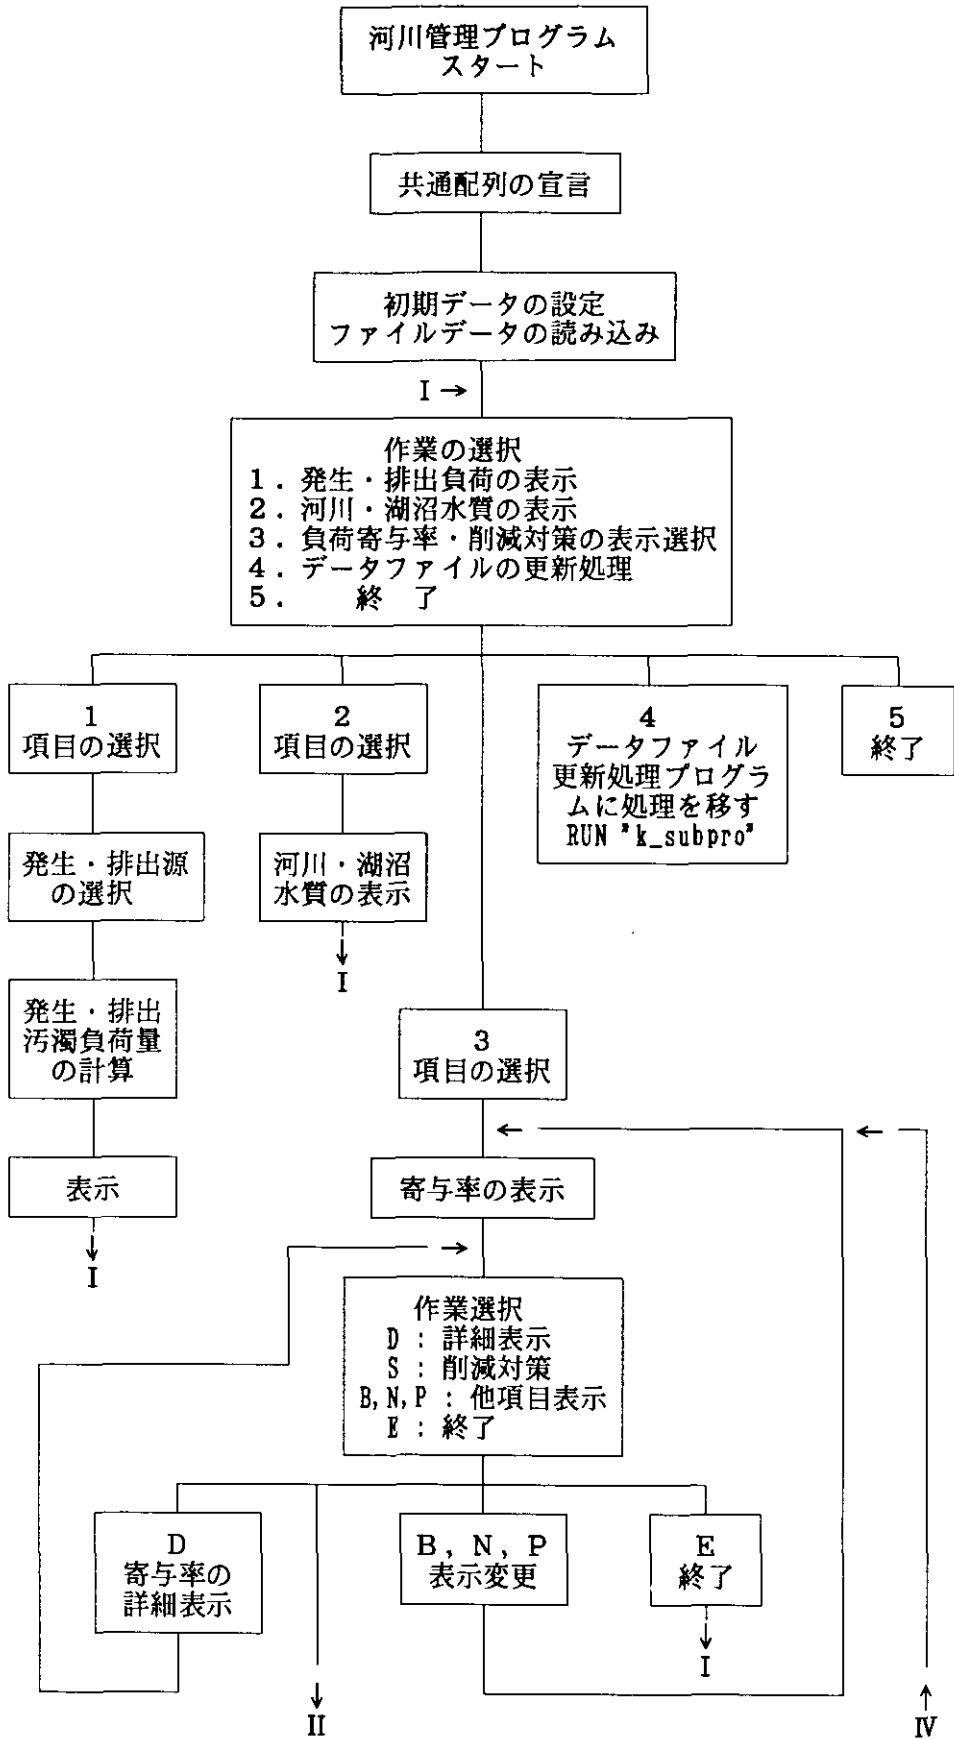 河川管理プログラム
スタート
共通配列の宣言
初期データの設定
ファイルデータの読み込み
I →
作業の選択
1．発生・排出負荷の表示
2．河川・湖沼水質の表示
3．負荷寄与率・削減対策の表示選択
4．データファイルの更新処理
5．　終　了
1
項目の選択
発生・排出源
の選択
発生・排出
汚濁負荷量
の計算
表示
I
2
項目の選択
河川・湖沼
水質の表示
I
4
データファイル
更新処理プログラ
ムに処理を移す
RUN "k_subpro"
5
終了
3
項目の選択
寄与率の表示
作業選択
D：詳細表示
S：削減対策
B,N,P：他項目表示
E：終了
D
寄与率の
詳細表示
II
B，N，P
表示変更
E
終了
I
IV